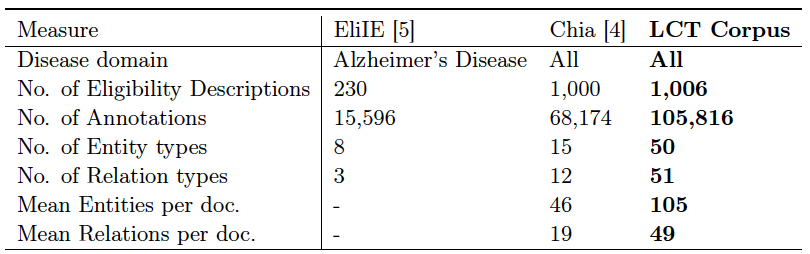 Measure EliIE [5] Chia [4] LCT Corpus
Disease domain Alzheimer's Disease All All
No. of Eligibility Descriptions 230 1,000 1,006
No. of Annotations 15,596 68,174 105,816
No. of Entity types 8 15 50
No. of Relation types 3 12 51
Mean Entities per doc. - 46 105
Mean Relations per doc. - 19 49